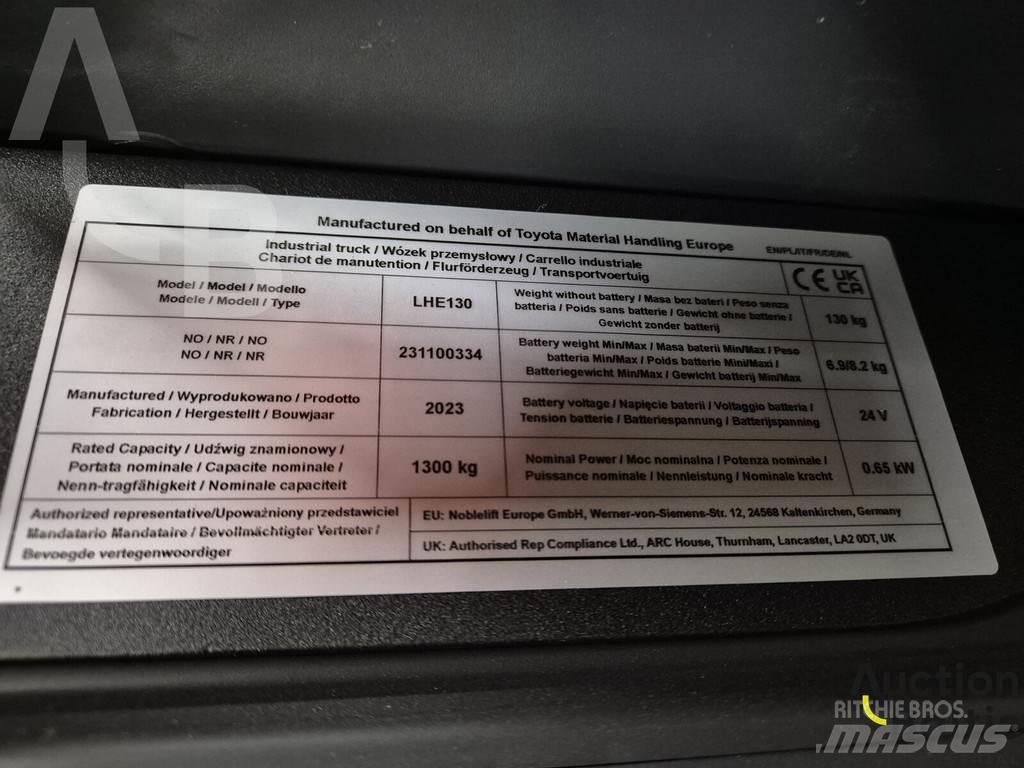 AB
Manufactured on behalf of Toyota Material Handling Europe
Industrial truck / Wózek przemysłowy / Carrello industriale
Chariot de manutention / Flurförderzeug / Transportvoertuig
EN/PL/IT/FR/DE/NL
CE UK CA
Model / Model / Modello
Modele / Modell / Type
LHE130
Weight without battery / Masa bez bateri / Peso senza
batteria / Poids sans batterie / Gewicht ohne batterie /
Gewicht zonder batterij
130 kg
NO / NR / NO
NO / NR / NR
231100334
Battery weight Min/Max / Masa baterii Min/Max / Peso
batteria Min/Max / Poids batterie Mini/Maxi /
Batteriegewicht Min/Max / Gewicht batterij Min/Max
6.9/8.2 kg
Manufactured / Wyprodukowano / Prodotto
Fabrication / Hergestellt / Bouwjaar
2023
Battery voltage / Napięcie baterii / Voltaggio batteria /
Tension batterie / Batteriespannung / Batterijspanning
24 V
Rated Capacity / Udźwig znamionowy /
Portata nominale / Capacite nominale /
Nenn-tragfähigkeit / Nominale capaciteit
1300 kg
Nominal Power / Moc nominalna / Potenza nominale /
Puissance nominale / Nennleistung / Nominale kracht
0.65 kW
Authorized representative/Upoważniony przedstawiciel
Mandatario Mandataire / Bevollmächtigter Vertreter /
Bevoegde vertegenwoordiger
EU: Noblelift Europe GmbH, Werner-von-Siemens-Str. 12, 24568 Kaltenkirchen, Germany
UK: Authorised Rep Compliance Ltd., ARC House, Thurnham, Lancaster, LA2 0DT, UK
Auction
RITCHIE BROS.
MASCUS